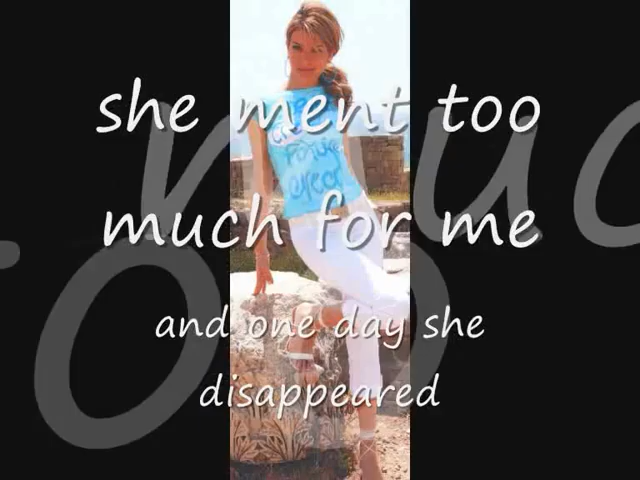 she ment too
much for me
and one day she
disappeared